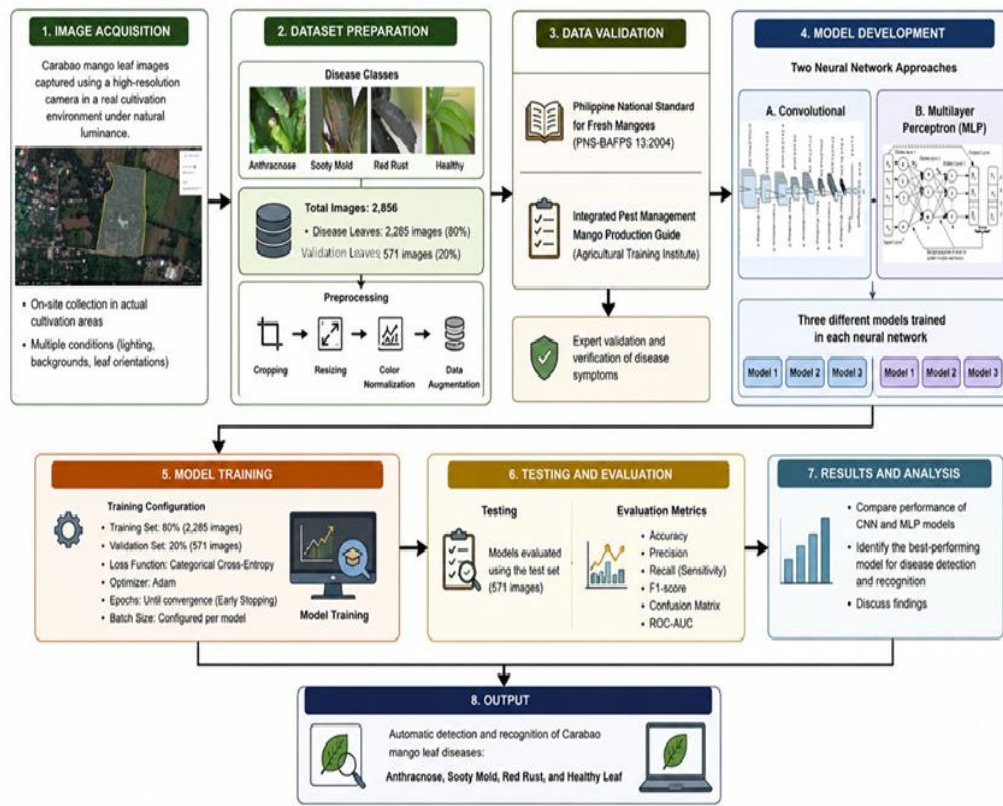 1. IMAGE ACQUISITION
Carabao mango leaf images
captured using a high-resolution
camera in a real cultivation
environment under natural
luminance.
• On-site collection in actual
cultivation areas
• Multiple conditions (lighting,
backgrounds, leaf orientations)
2. DATASET PREPARATION
Disease Classes
Anthracnose
Sooty Mold
Red Rust
Healthy
Total Images: 2,856
• Disease Leaves: 2,285 images (80%)
Validation Leaves: 571 images (20%)
Preprocessing
Cropping
Resizing
Color
Normalization
Data
Augmentation
3. DATA VALIDATION
Philippine National Standard
for Fresh Mangoes
(PNS-BAFPS 13:2004)
Integrated Pest Management
Mango Production Guide
(Agricultural Training Institute)
Expert validation and
verification of disease
symptoms
4. MODEL DEVELOPMENT
Two Neural Network Approaches
A. Convolutional
B. Multilayer
Perceptron (MLP)
Three different models trained
in each neural network
Model 1
Model 2
Model 3
Model 1
Model 2
Model 3
5. MODEL TRAINING
Training Configuration
• Training Set: 80% (2,285 images)
• Validation Set: 20% (571 images)
• Loss Function: Categorical Cross-Entropy
• Optimizer: Adam
• Epochs: Until convergence (Early Stopping)
• Batch Size: Configured per model
Model Training
6. TESTING AND EVALUATION
Testing
Models evaluated
using the test set
(571 images)
Evaluation Metrics
• Accuracy
• Precision
• Recall (Sensitivity)
• F1-score
• Confusion Matrix
• ROC-AUC
7. RESULTS AND ANALYSIS
• Compare performance of
CNN and MLP models
• Identify the best-performing
model for disease detection
and recognition
• Discuss findings
8. OUTPUT
Automatic detection and recognition of Carabao
mango leaf diseases:
Anthracnose, Sooty Mold, Red Rust, and Healthy Leaf